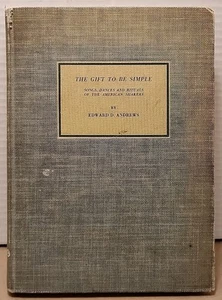 THE GIFT TO BE SIMPLE
SONGS, DANCES AND RITUALS
OF THE AMERICAN SHAKERS
BY
EDWARD D. ANDREWS